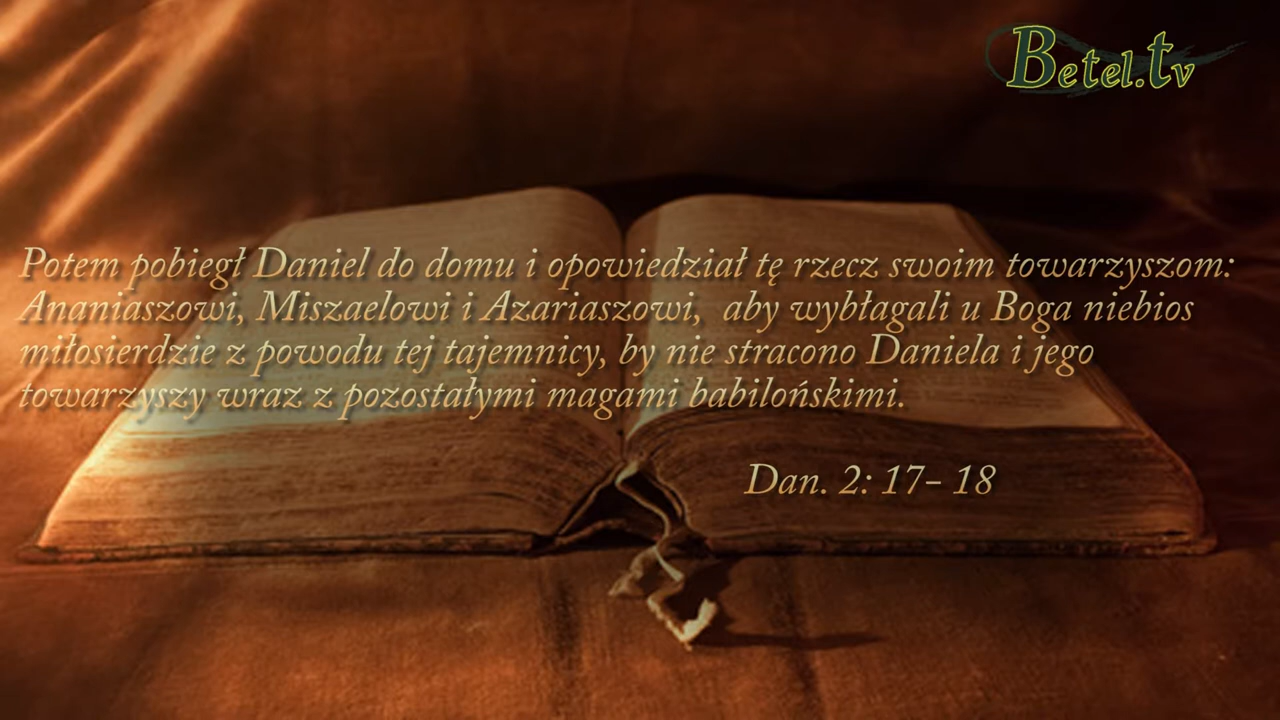 Betel.tv
Potem pobiegł Daniel do domu i opowiedział tę rzecz swoim towarzyszom:
Ananiaszowi, Miszaelowi i Azariaszowi, aby wybłagali u Boga niebios
miłosierdzie z powodu tej tajemnicy, by nie stracono Daniela i jego
towarzyszy wraz z pozostałymi magami babilońskimi.
Dan. 2: 17- 18